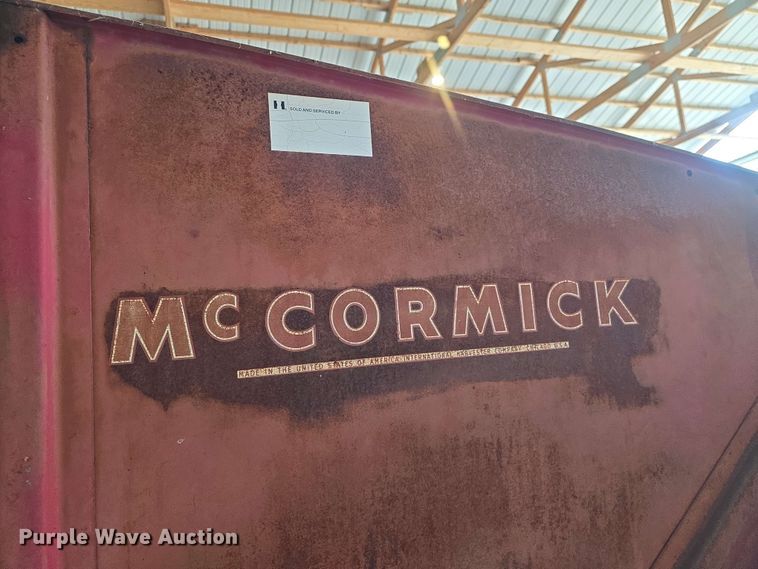 SOLD AND SERVICED BY
McCORMICK
MADE IN THE UNITED STATES OF AMERICA·INTERNATIONAL HARVESTER COMPANY·CHICAGO U.S.A.
Purple Wave Auction